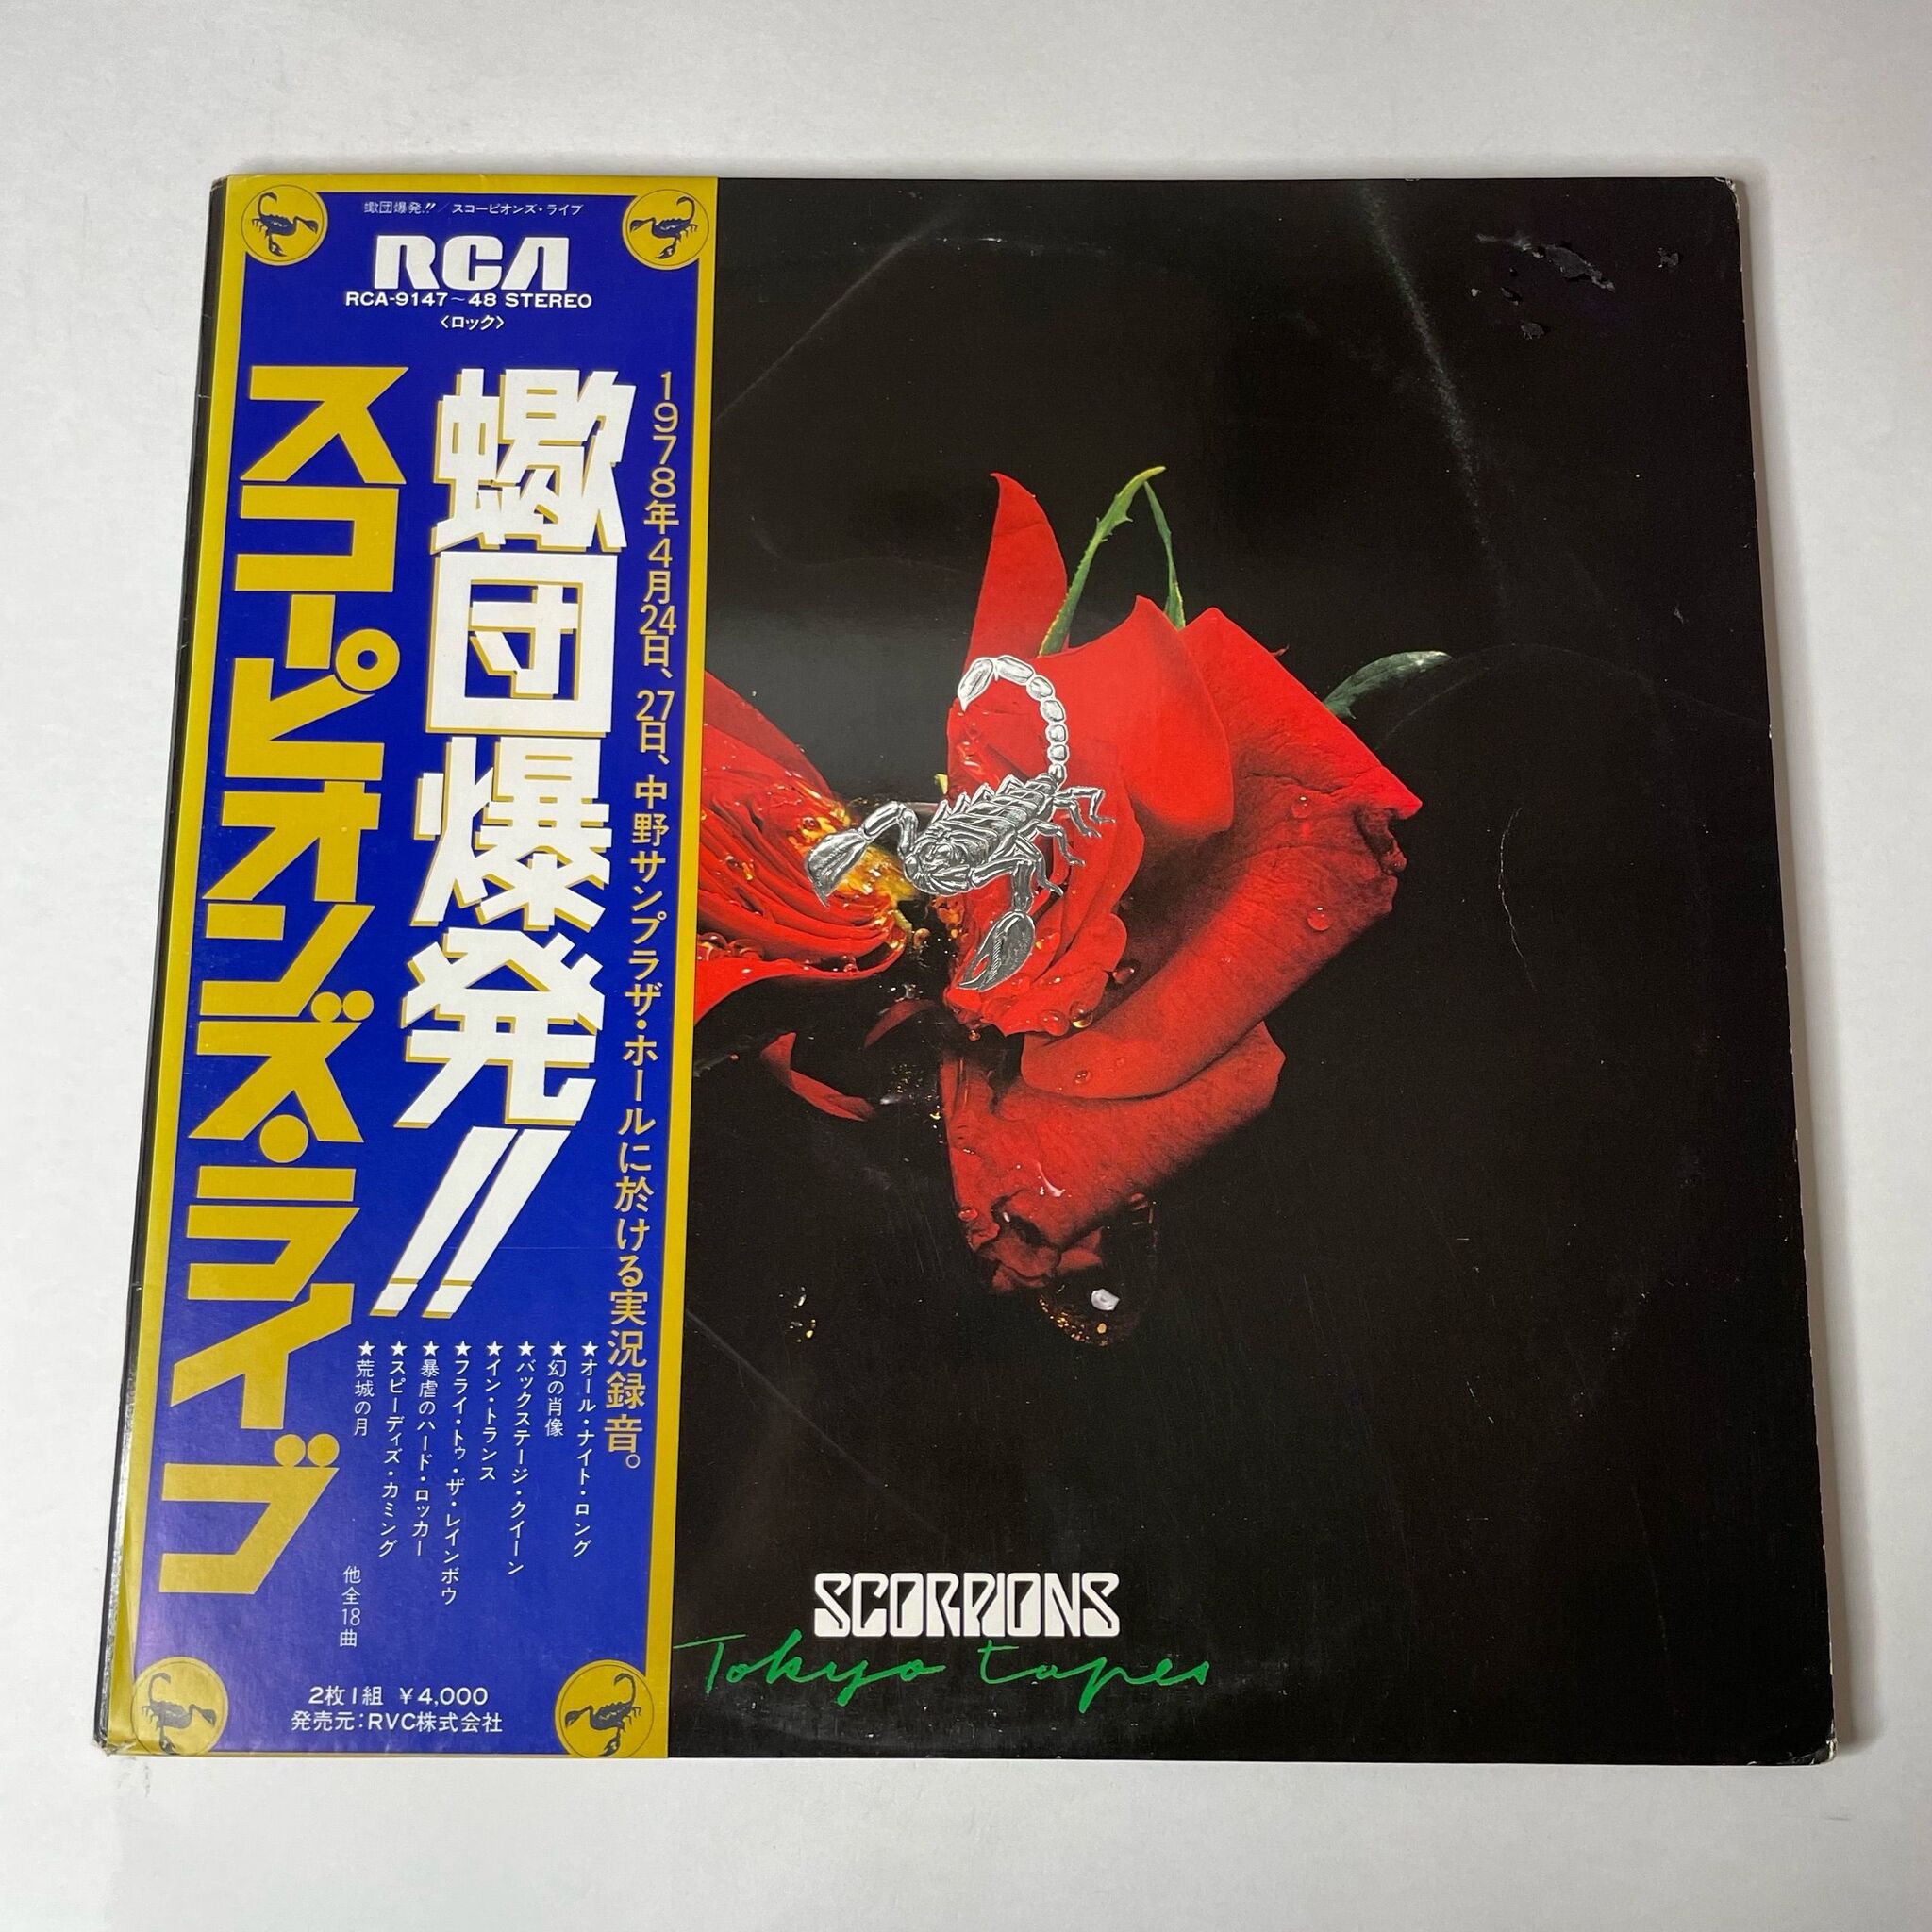 蠍団爆発!!/スコーピオンズ・ライブ
RCA
RCA-9147~48 STEREO
〈ロック〉
1978年4月24日、27日、中野サンプラザ・ホールに於ける実況録音。
蠍団爆発!!
スコーピオンズ・ライブ
★オール・ナイト・ロング
★幻の肖像
★バックステージ・クイーン
★イン・トランス
★フライ・トゥ・ザ・レインボウ
★暴虐のハード・ロッカー
★スピーディズ・カミング
★荒城の月
他全18曲
2枚1組 ¥4,000
発売元:RVC株式会社
SCORPIONS
Tokyo tapes